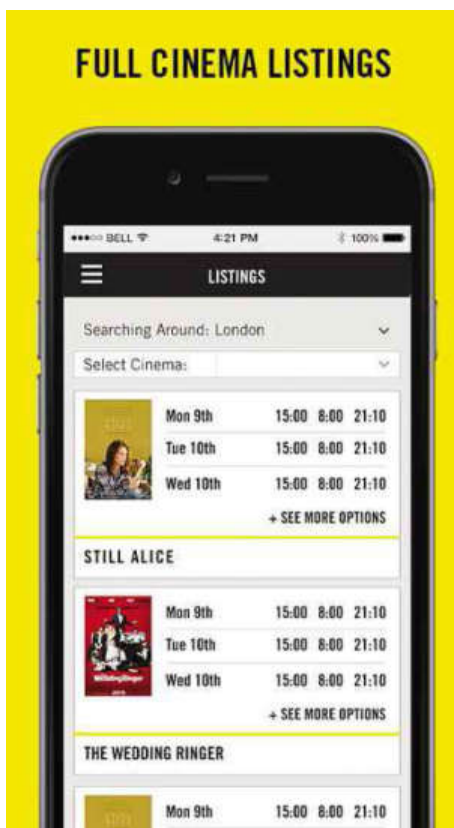 FULL CINEMA LISTINGS
BELL 4:21 PM 100%
LISTINGS
Searching Around: London
Select Cinema:
Mon 9th 15:00 8:00 21:10
Tue 10th 15:00 8:00 21:10
Wed 10th 15:00 8:00 21:10
+ SEE MORE OPTIONS
STILL ALICE
Mon 9th 15:00 8:00 21:10
Tue 10th 15:00 8:00 21:10
Wed 10th 15:00 8:00 21:10
+ SEE MORE OPTIONS
THE WEDDING RINGER
Mon 9th 15:00 8:00 21:10